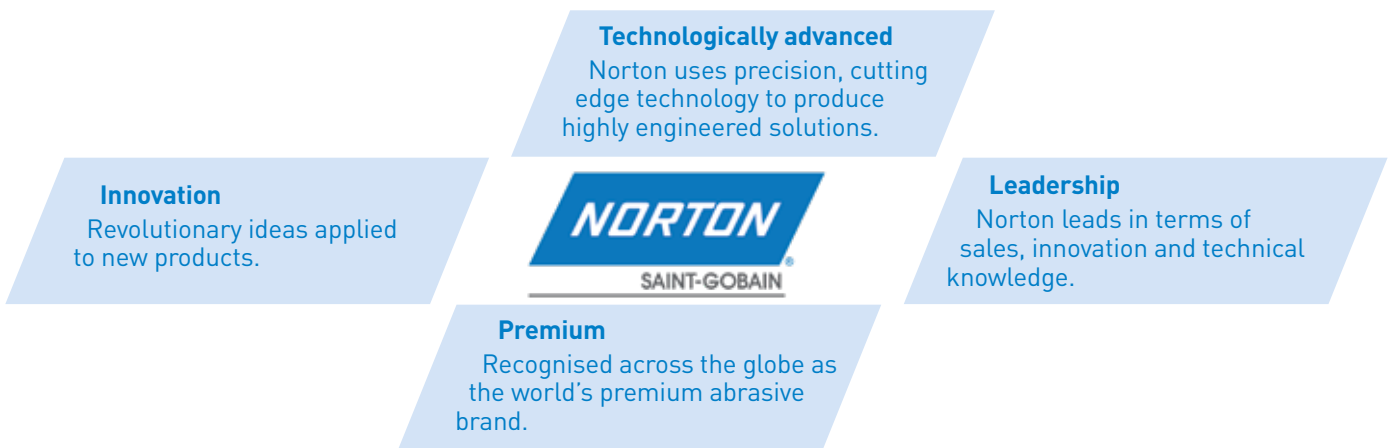 Technologically advanced
Norton uses precision, cutting
edge technology to produce
highly engineered solutions.
Innovation
Revolutionary ideas applied
to new products.
NORTON
®
SAINT-GOBAIN
Leadership
Norton leads in terms of
sales, innovation and technical
knowledge.
Premium
Recognised across the globe as
the world's premium abrasive
brand.